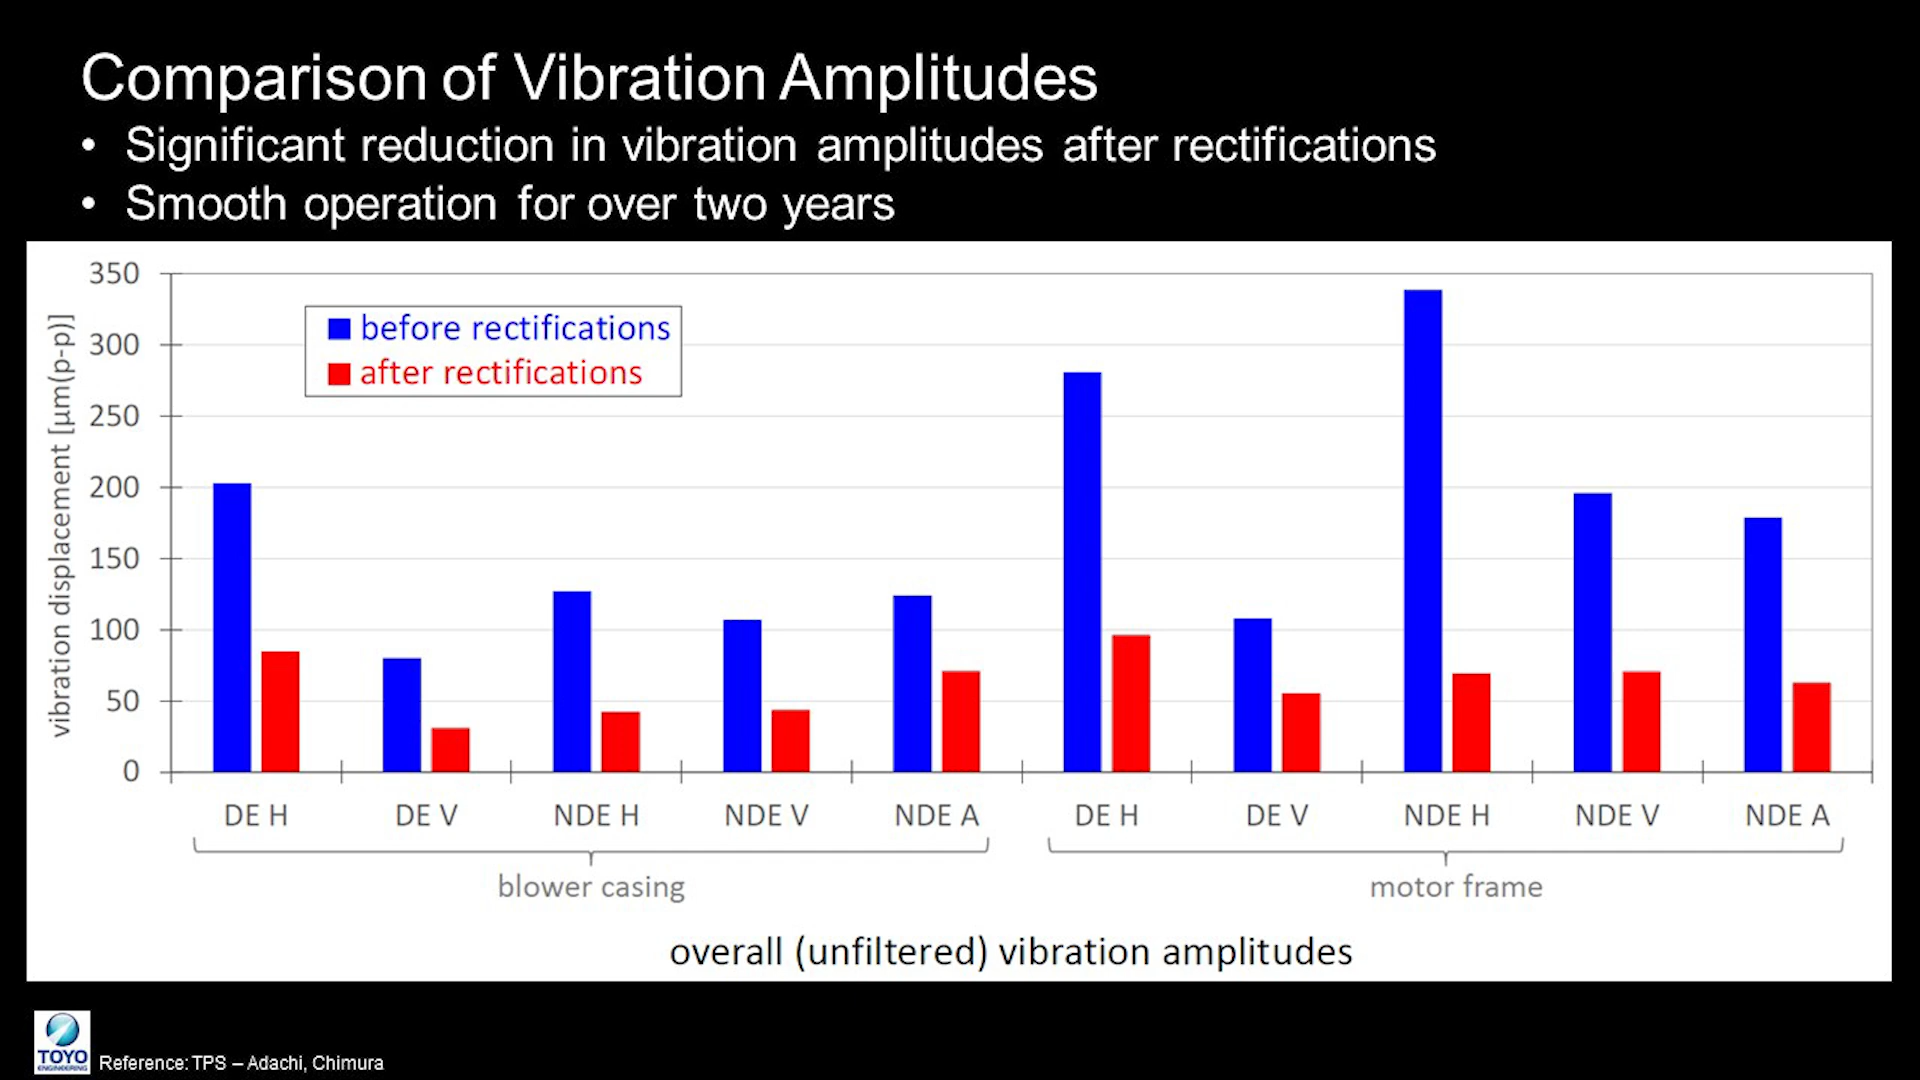 Comparison of Vibration Amplitudes
• Significant reduction in vibration amplitudes after rectifications
• Smooth operation for over two years
vibration displacement [μm(p-p)]
350
300
250
200
150
100
50
0
before rectifications
after rectifications
DE H DE V NDE H NDE V NDE A DE H DE V NDE H NDE V NDE A
blower casing motor frame
overall (unfiltered) vibration amplitudes
TOYO
ENGINEERING
Reference: TPS – Adachi, Chimura